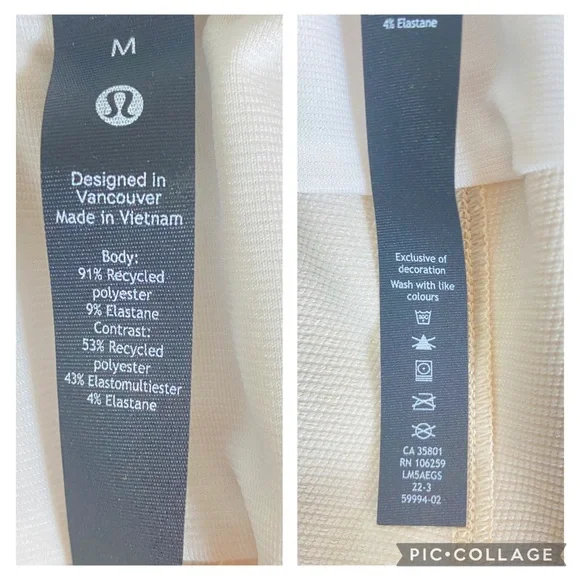 M
Designed in
Vancouver
Made in Vietnam
Body:
91% Recycled
polyester
9% Elastane
Contrast:
53% Recycled
polyester
43% Elastomultiester
4% Elastane
4% Elastane
Exclusive of
decoration
Wash with like
colours
CA 35801
RN 106259
LM5AEGS
22-3
59994-02
PIC•COLLAGE